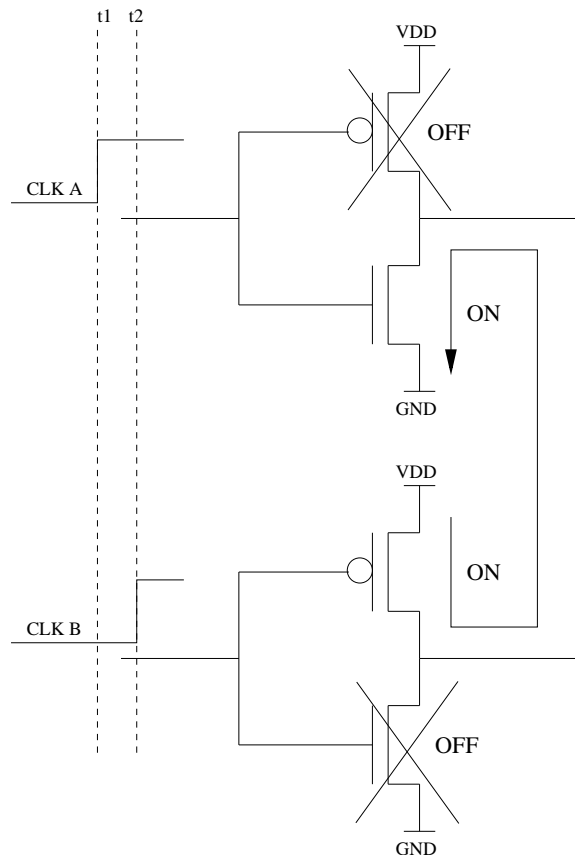 t1 t2
VDD
OFF
CLK A
ON
GND
VDD
ON
CLK B
OFF
GND